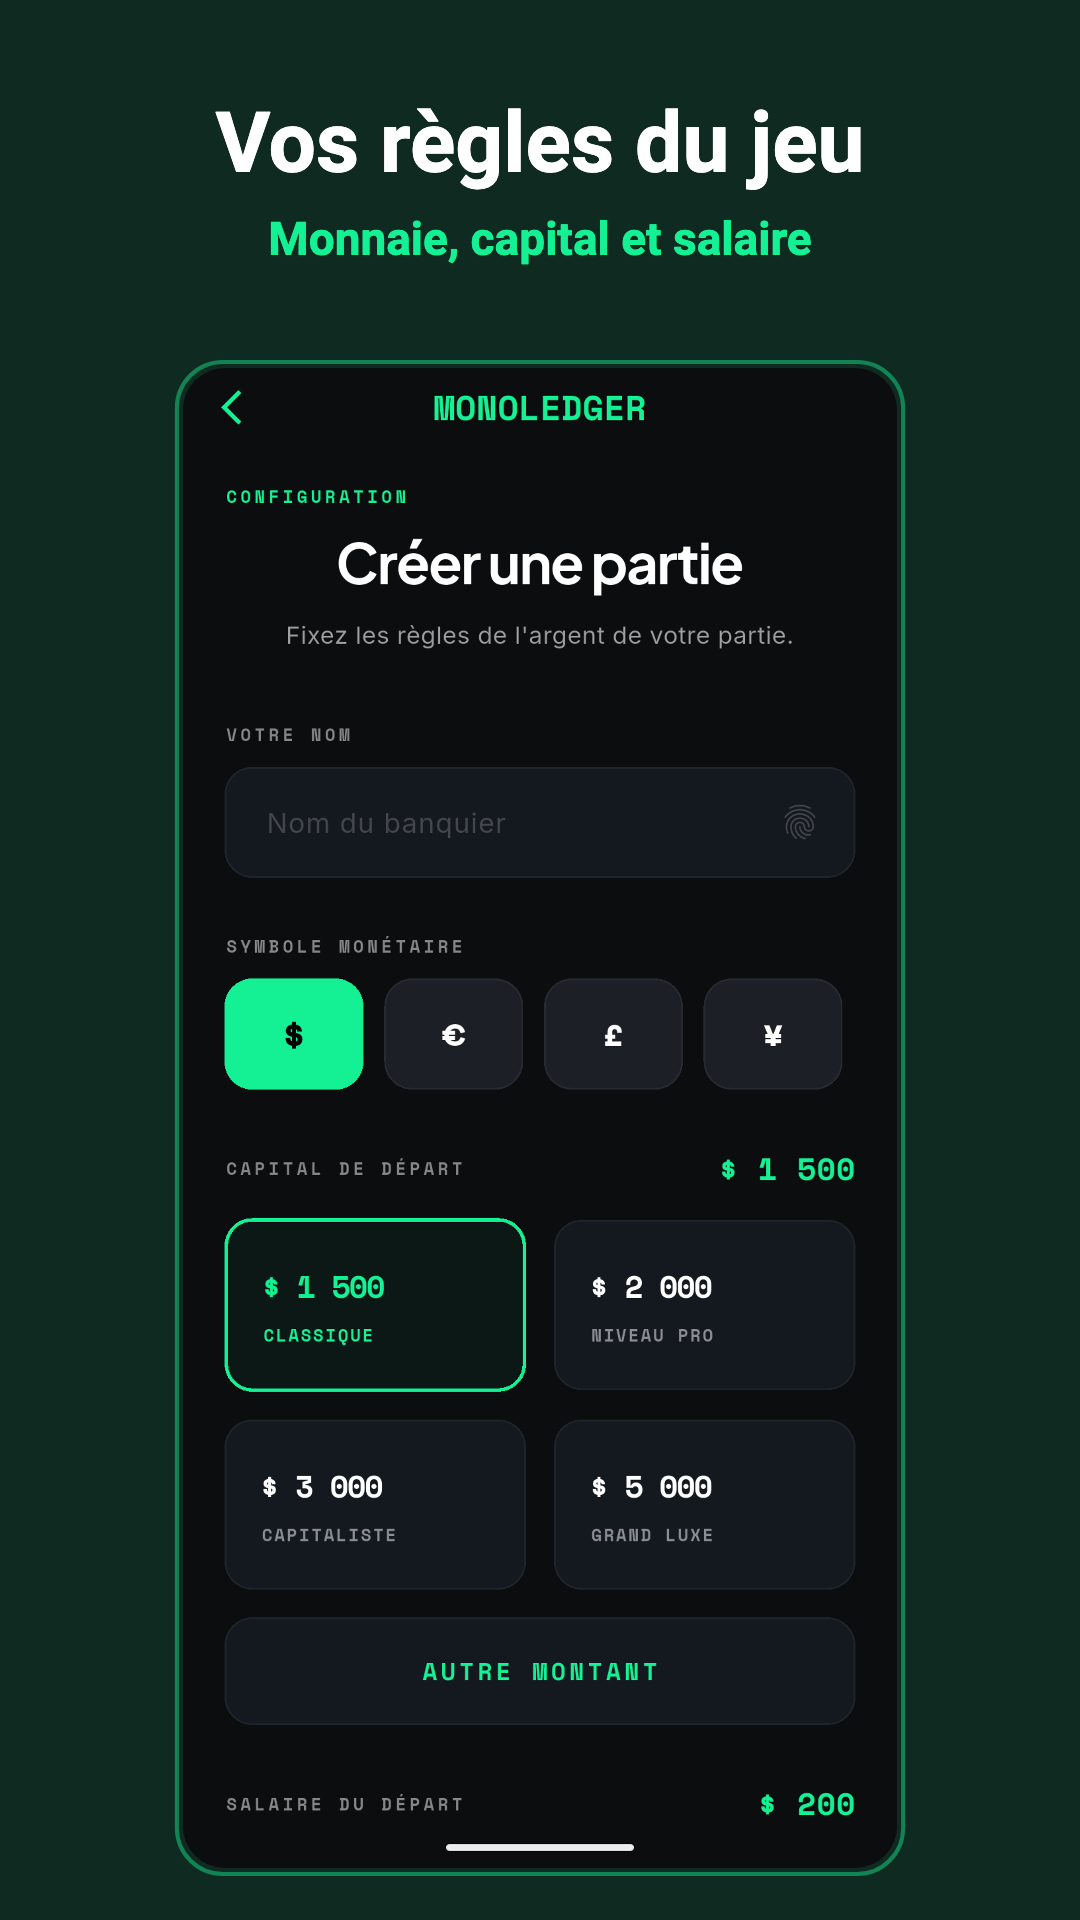 Vos règles du jeu
Monnaie, capital et salaire
MONOLEDGER
CONFIGURATION
Créer une partie
Fixez les règles de l'argent de votre partie.
VOTRE NOM
Nom du banquier
SYMBOLE MONÉTAIRE
$ € £ ¥
CAPITAL DE DÉPART $ 1 500
$ 1 500 $ 2 000
CLASSIQUE NIVEAU PRO
$ 3 000 $ 5 000
CAPITALISTE GRAND LUXE
AUTRE MONTANT
SALAIRE DU DÉPART $ 200